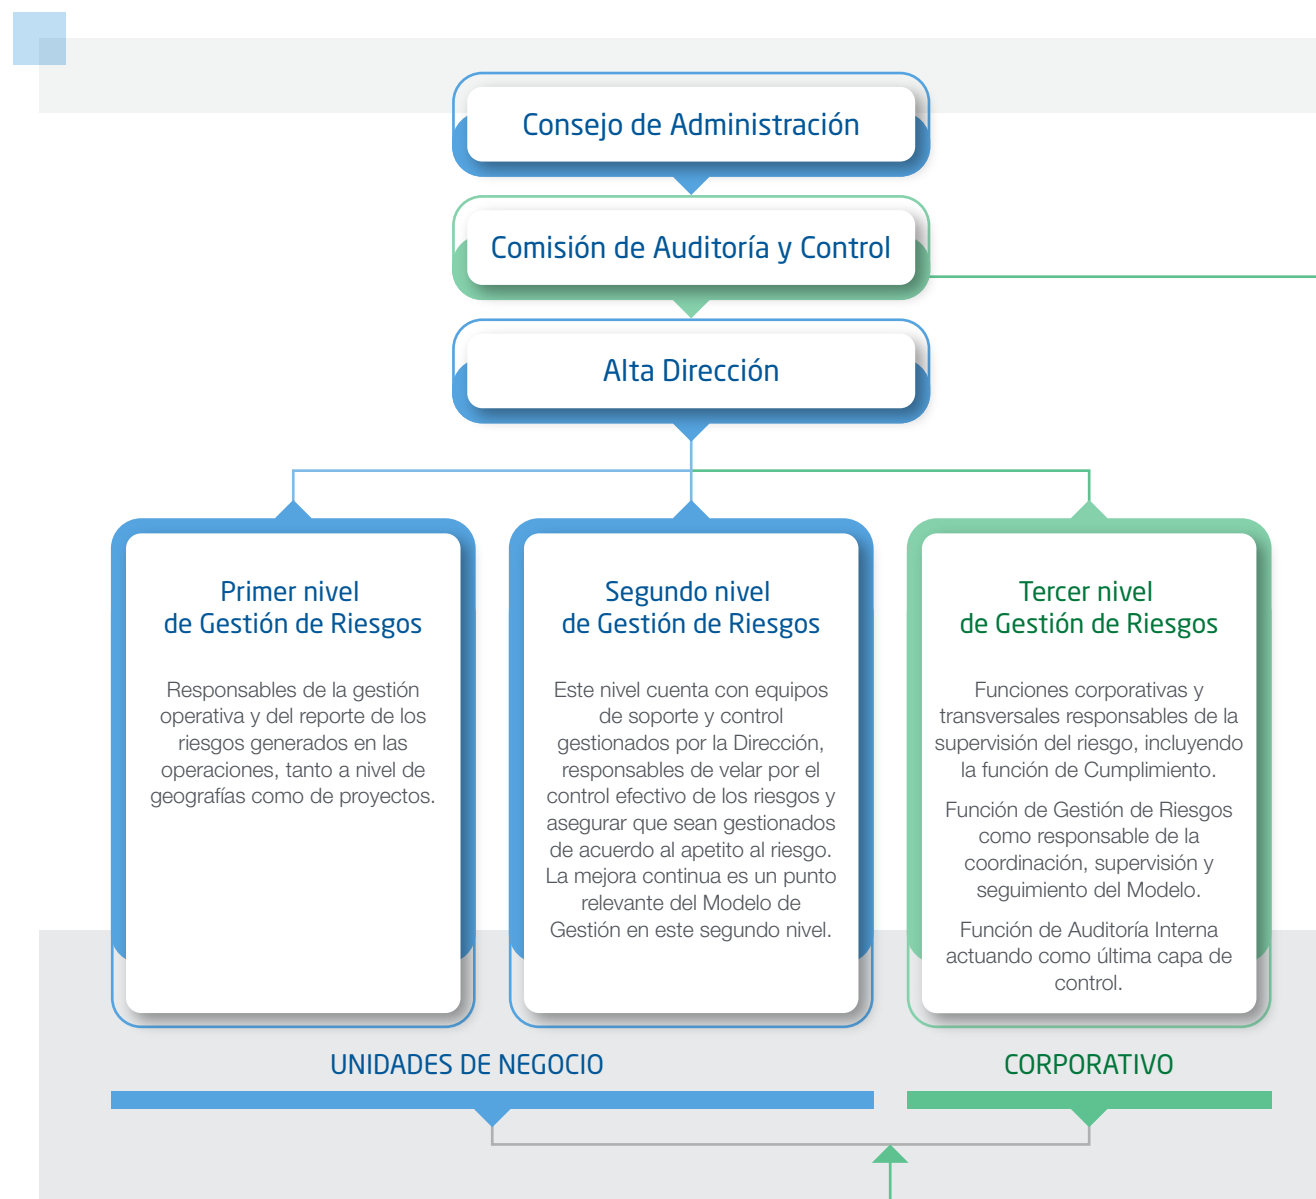 Consejo de Administración
Comisión de Auditoría y Control
Alta Dirección
Primer nivel
de Gestión de Riesgos
Responsables de la gestión
operativa y del reporte de los
riesgos generados en las
operaciones, tanto a nivel de
geografías como de proyectos.
Segundo nivel
de Gestión de Riesgos
Este nivel cuenta con equipos
de soporte y control
gestionados por la Dirección,
responsables de velar por el
control efectivo de los riesgos y
asegurar que sean gestionados
de acuerdo al apetito al riesgo.
La mejora continua es un punto
relevante del Modelo de
Gestión en este segundo nivel.
Tercer nivel
de Gestión de Riesgos
Funciones corporativas y
transversales responsables de la
supervisión del riesgo, incluyendo
la función de Cumplimiento.
Función de Gestión de Riesgos
como responsable de la
coordinación, supervisión y
seguimiento del Modelo.
Función de Auditoría Interna
actuando como última capa de
control.
UNIDADES DE NEGOCIO
CORPORATIVO